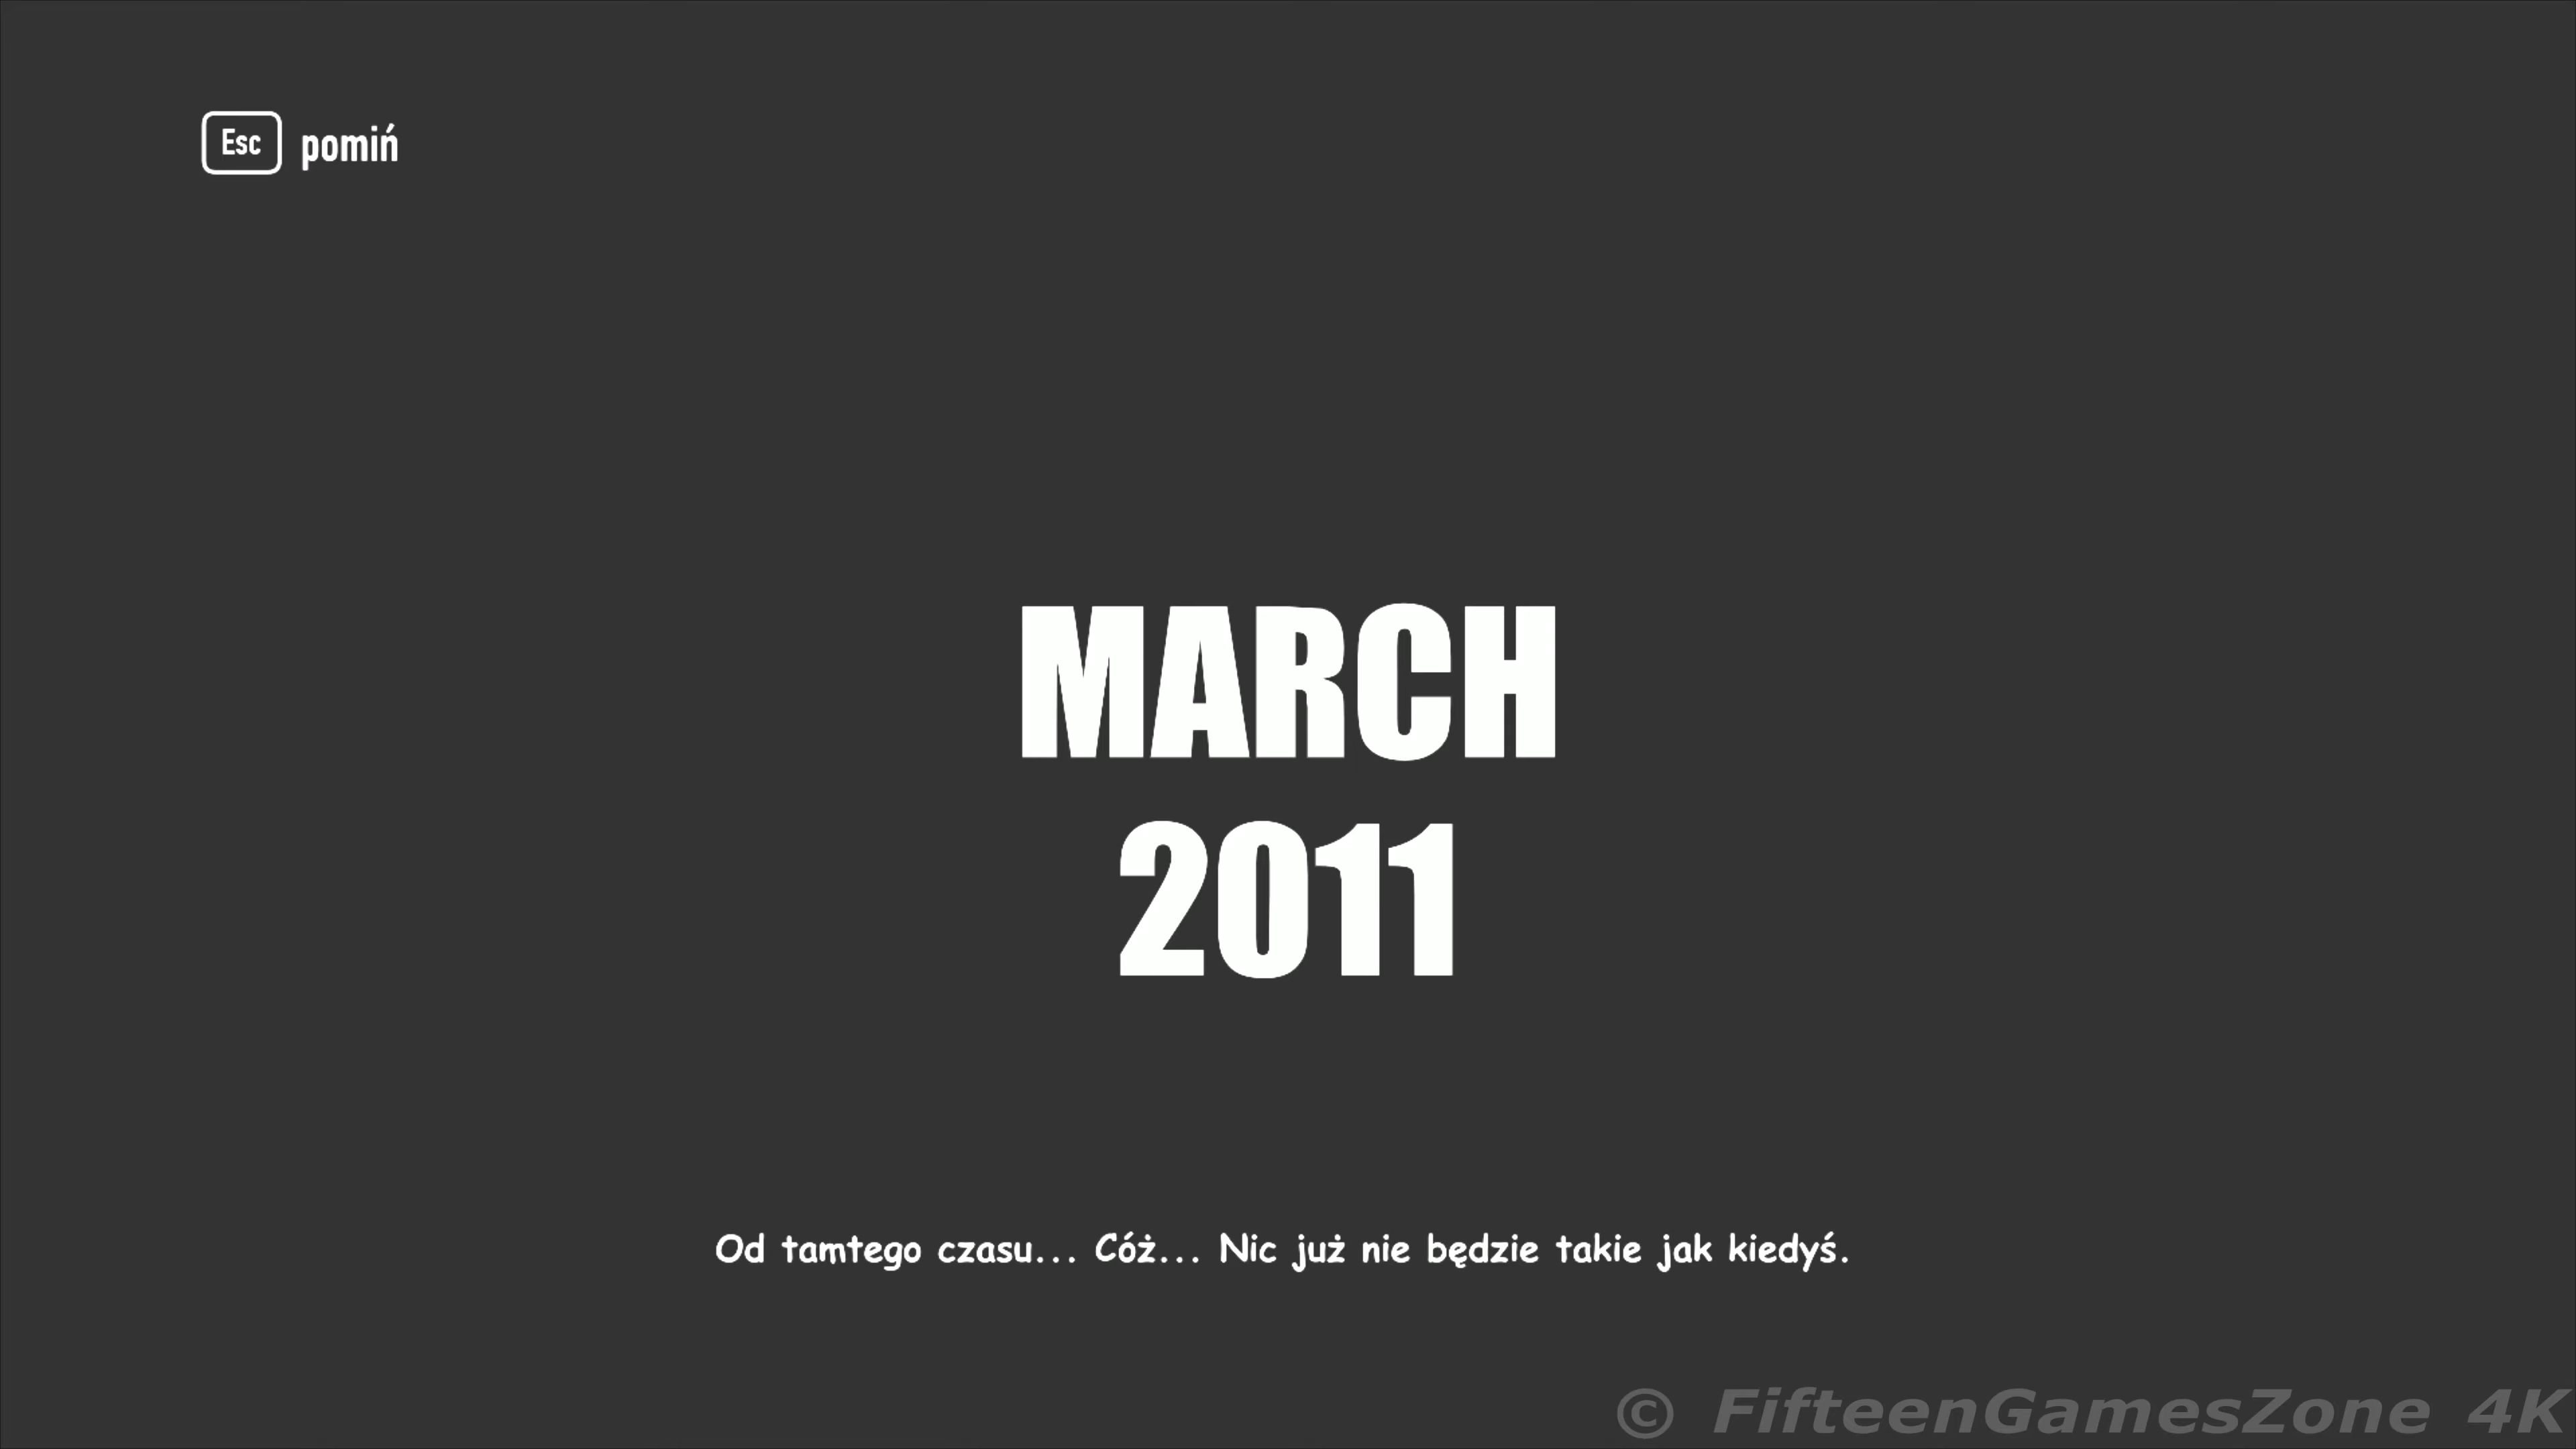 Esc pomiń
MARCH
2011
Od tamtego czasu... Cóż... Nic już nie będzie takie jak kiedyś.
© FifteenGamesZone 4K